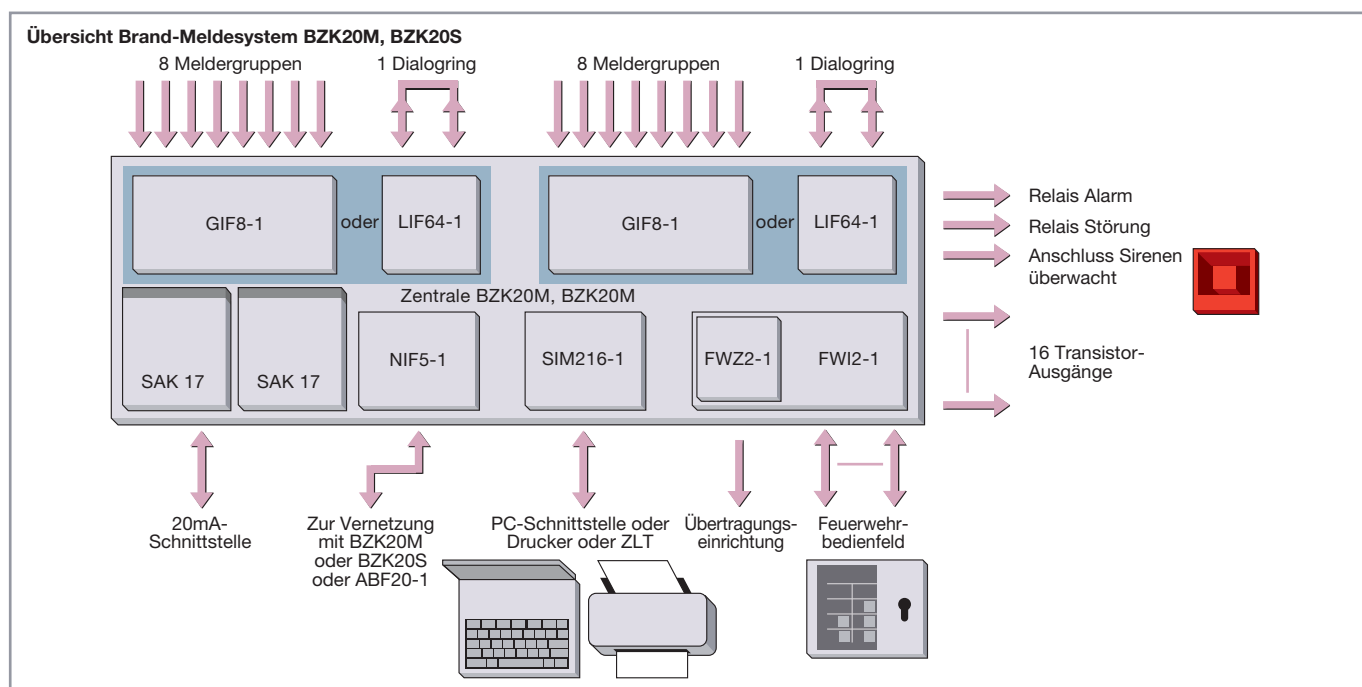 Übersicht Brand-Meldesystem BZK20M, BZK20S
8 Meldergruppen
1 Dialogring
8 Meldergruppen
1 Dialogring
GIF8-1
oder
LIF64-1
GIF8-1
oder
LIF64-1
Relais Alarm
Relais Störung
Anschluss Sirenen
überwacht
Zentrale BZK20M, BZK20M
SAK 17
SAK 17
NIF5-1
SIM216-1
FWZ2-1
FWI2-1
16 Transistor-
Ausgänge
20mA-
Schnittstelle
Zur Vernetzung
mit BZK20M
oder BZK20S
oder ABF20-1
PC-Schnittstelle oder
Drucker oder ZLT
Übertragungs-
einrichtung
Feuerwehr-
bedienfeld